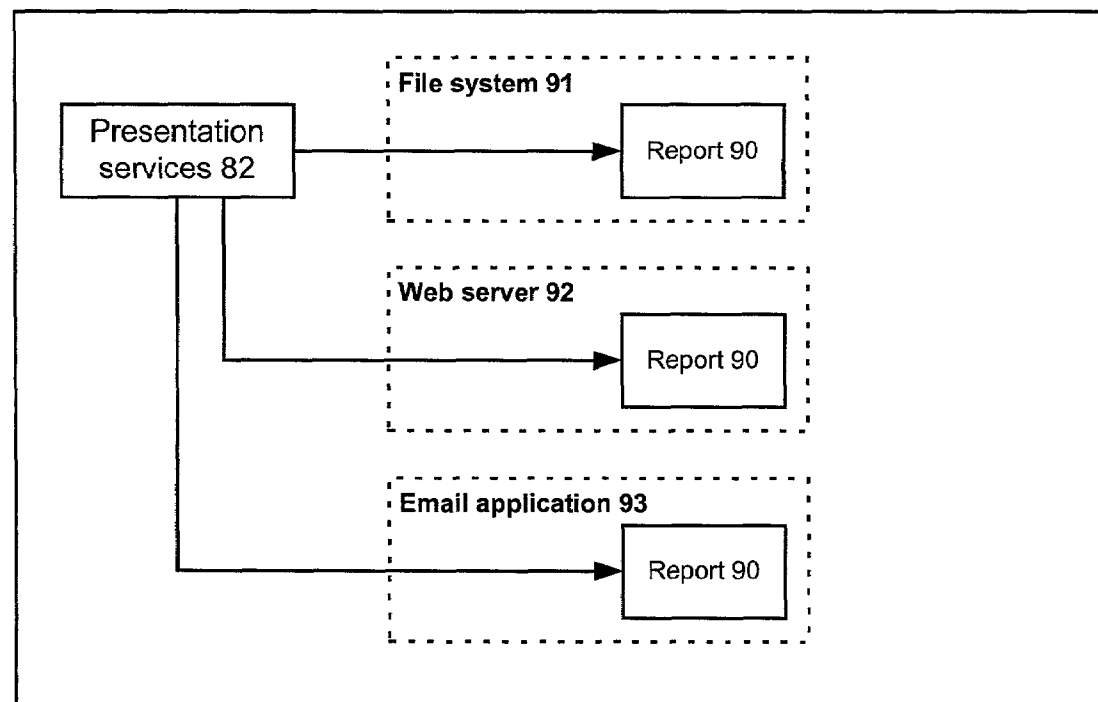 File system 91
Presentation
services 82
Report 90
Web server 92
Report 90
Email application 93
Report 90